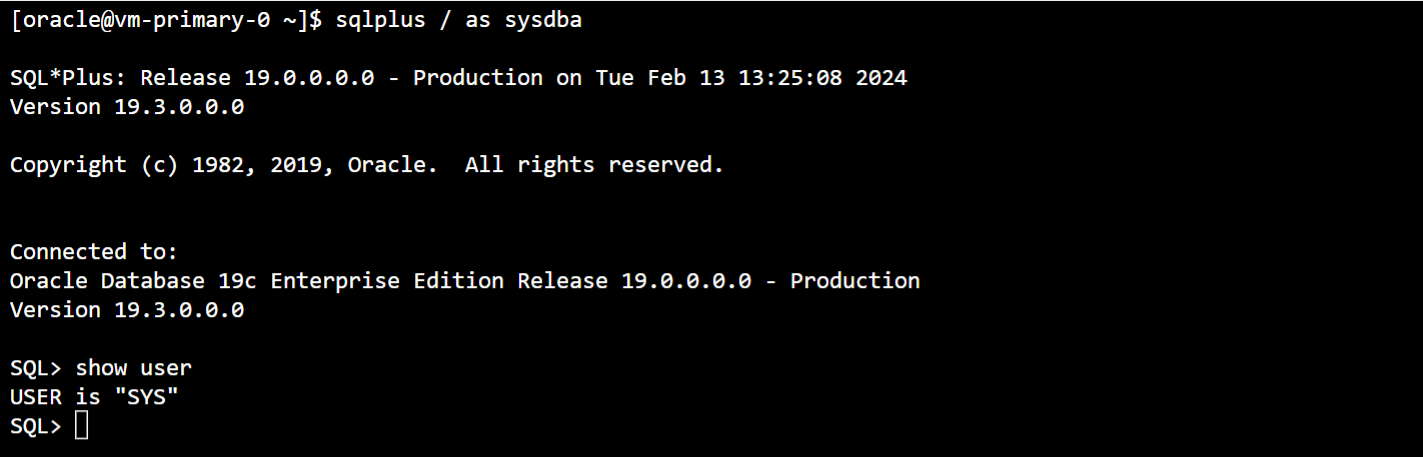 [oracle@vm-primary-0 ~]$ sqlplus / as sysdba
SQL*Plus: Release 19.0.0.0.0 - Production on Tue Feb 13 13:25:08 2024
Version 19.3.0.0.0
Copyright (c) 1982, 2019, Oracle.  All rights reserved.
Connected to:
Oracle Database 19c Enterprise Edition Release 19.0.0.0.0 - Production
Version 19.3.0.0.0
SQL> show user
USER is "SYS"
SQL>